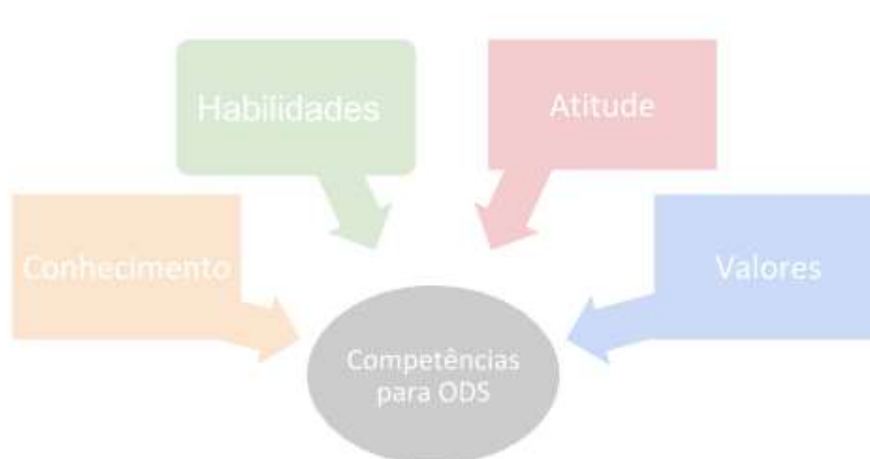 Habilidades
Atitude
Conhecimento
Valores
Competências
para ODS